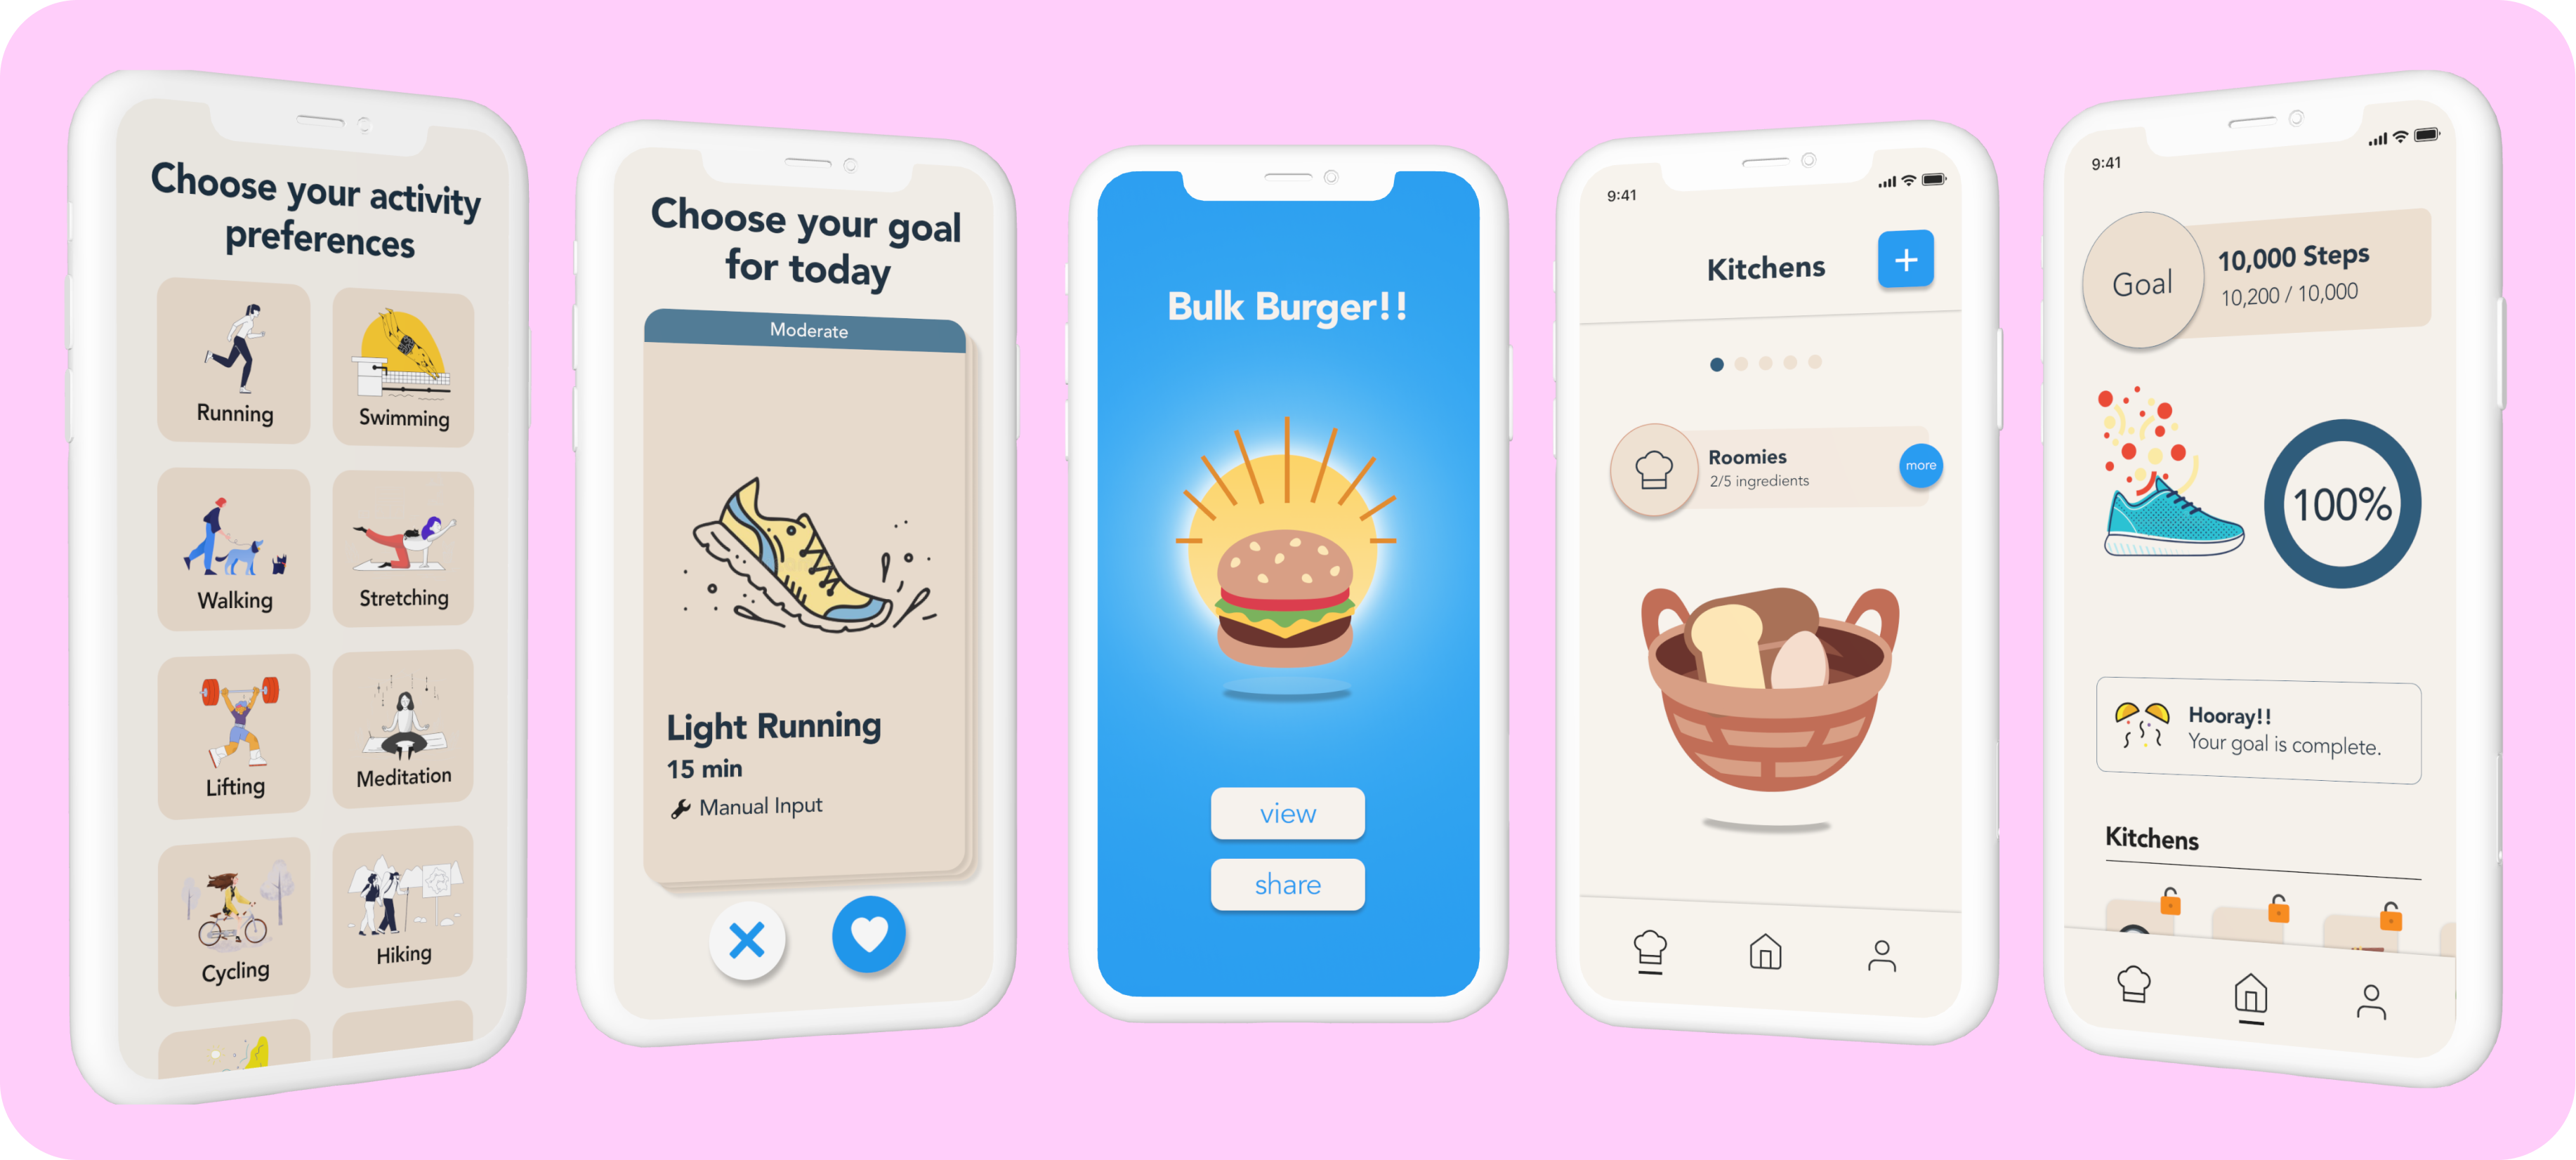 Choose your activity
preferences
Running
Swimming
Walking
Stretching
Lifting
Meditation
Cycling
Hiking
Choose your goal
for today
Moderate
Light Running
15 min
Manual Input
Bulk Burger!!
view
share
9:41
Kitchens
Roomies
2/5 ingredients
more
9:41
Goal
10,000 Steps
10,200 / 10,000
100%
Hooray!!
Your goal is complete.
Kitchens